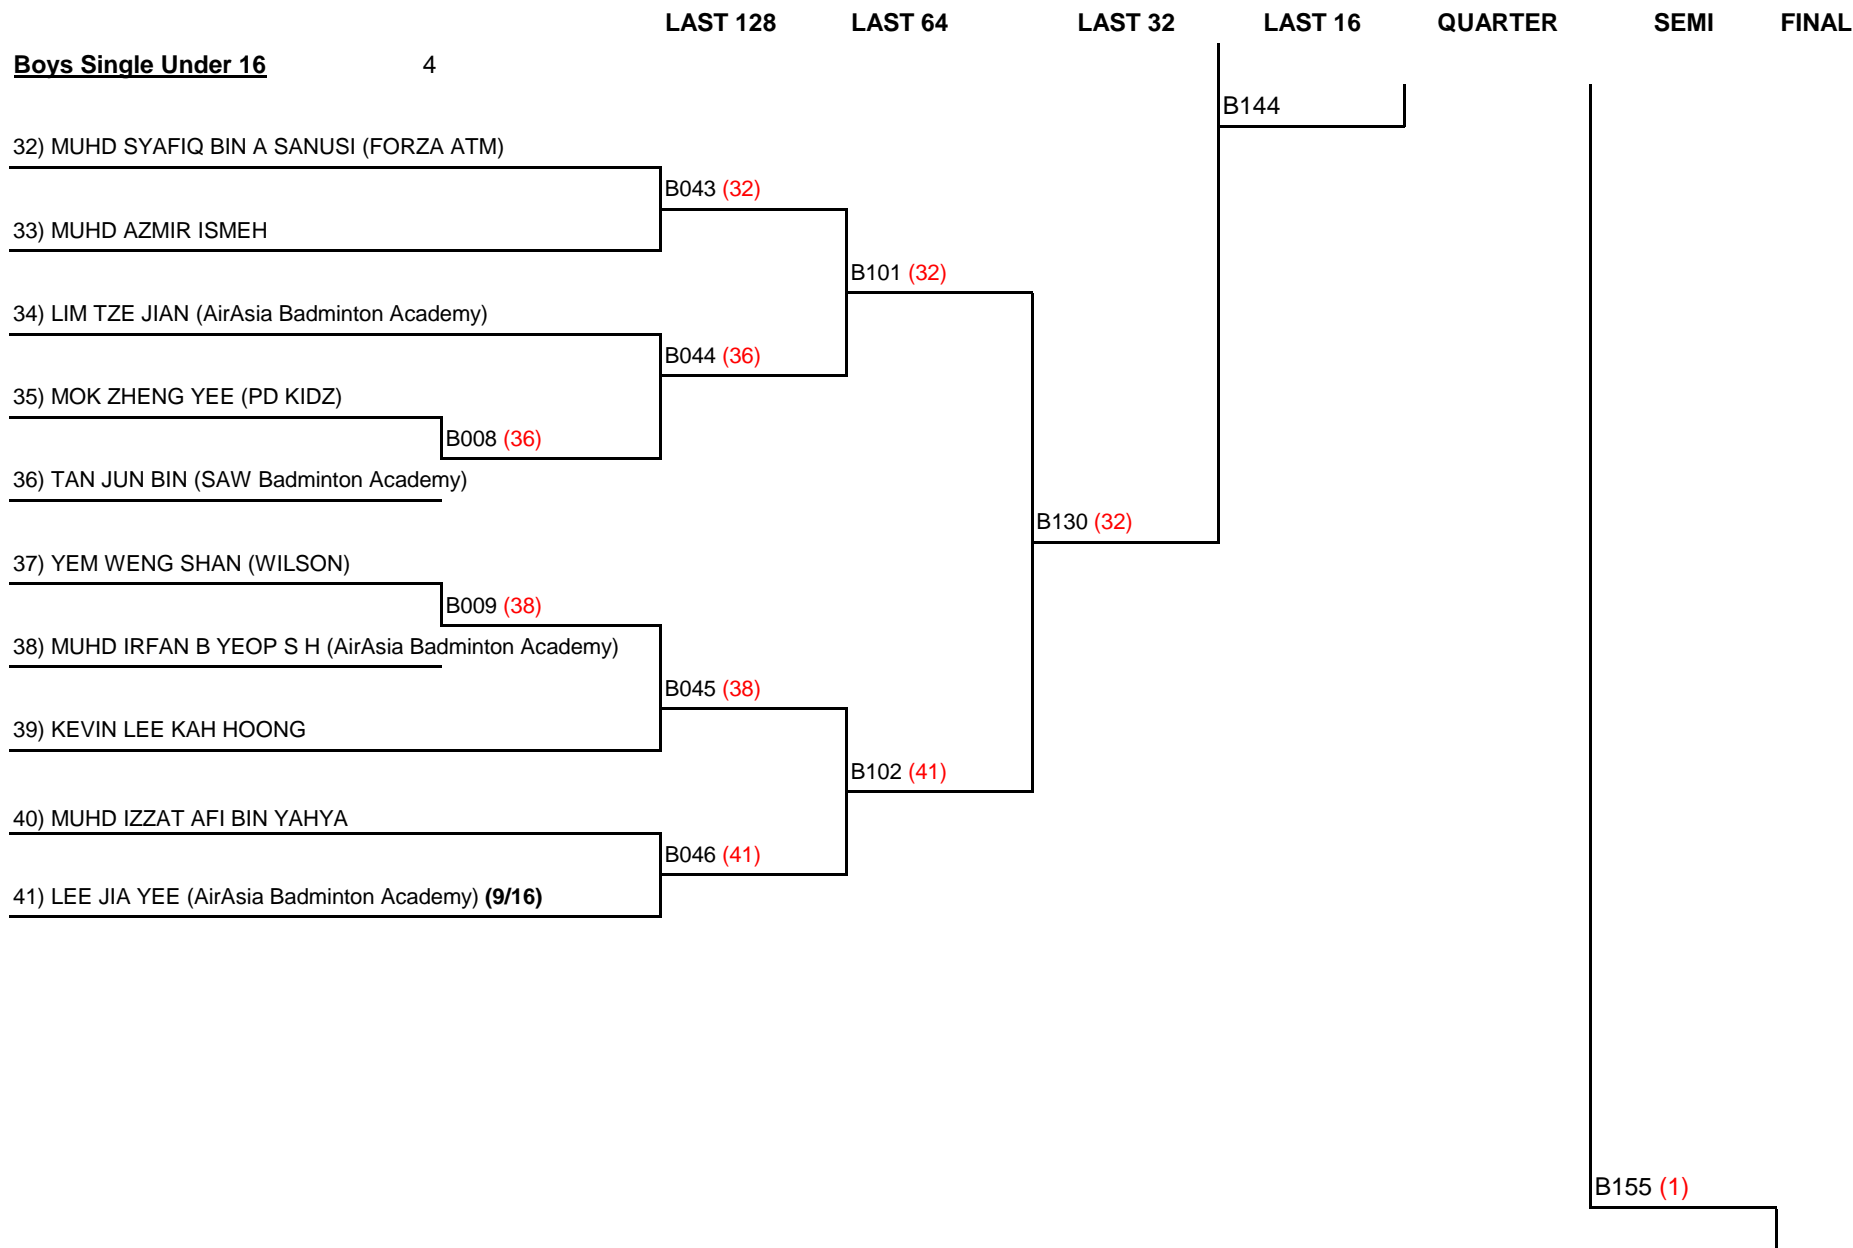 LAST 128 LAST 64 LAST 32 LAST 16 QUARTER SEMI FINAL
Boys Single Under 16 4
B144
32) MUHD SYAFIQ BIN A SANUSI (FORZA ATM)
B043 (32)
33) MUHD AZMIR ISMEH
B101 (32)
34) LIM TZE JIAN (AirAsia Badminton Academy)
B044 (36)
35) MOK ZHENG YEE (PD KIDZ)
B008 (36)
36) TAN JUN BIN (SAW Badminton Academy)
B130 (32)
37) YEM WENG SHAN (WILSON)
B009 (38)
38) MUHD IRFAN B YEOP S H (AirAsia Badminton Academy)
B045 (38)
39) KEVIN LEE KAH HOONG
B102 (41)
40) MUHD IZZAT AFI BIN YAHYA
B046 (41)
41) LEE JIA YEE (AirAsia Badminton Academy) (9/16)
B155 (1)